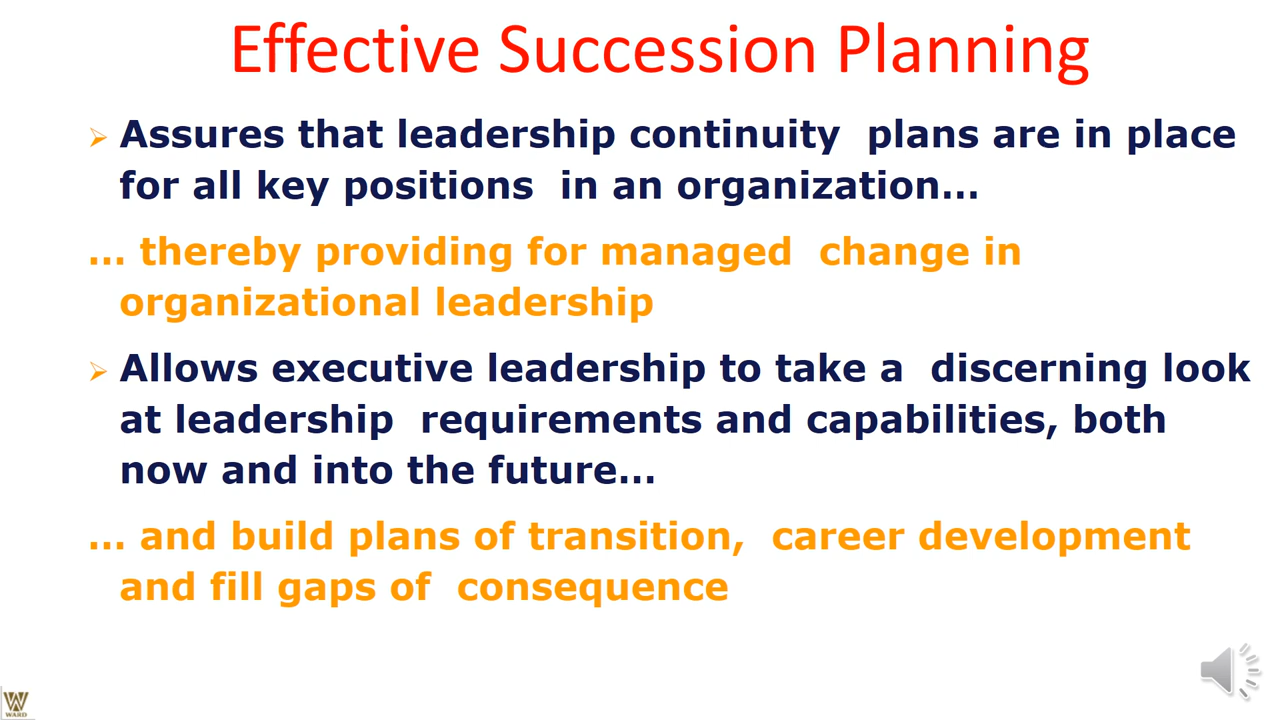 Effective Succession Planning
➢ Assures that leadership continuity  plans are in place
for all key positions  in an organization…
… thereby providing for managed  change in
organizational leadership
➢ Allows executive leadership to take a  discerning look
at leadership  requirements and capabilities, both
now and into the future…
… and build plans of transition,  career development
and fill gaps of  consequence
W
WARD